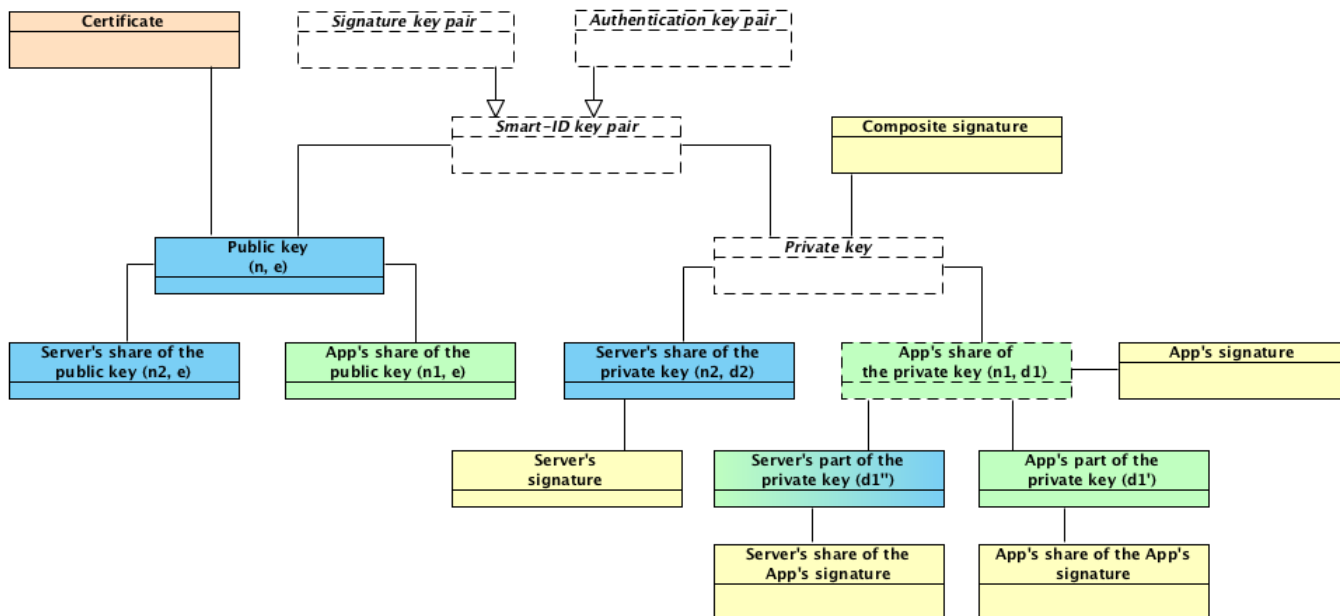 Certificate
Signature key pair
Authentication key pair
Smart-ID key pair
Composite signature
Public key
(n, e)
Private key
Server's share of the
public key (n2, e)
App's share of the
public key (n1, e)
Server's share of the
private key (n2, d2)
App's share of
the private key (n1, d1)
App's signature
Server's
signature
Server's part of the
private key (d1'')
App's part of the
private key (d1')
Server's share of the
App's signature
App's share of the App's
signature